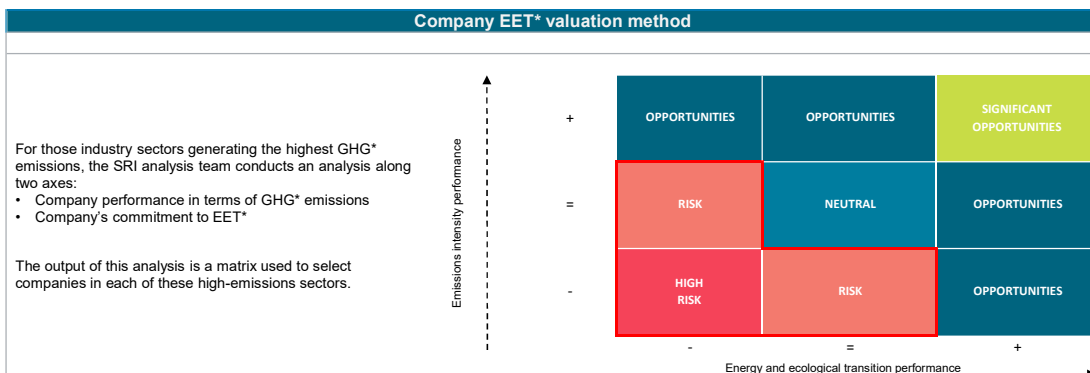 Company EET* valuation method
For those industry sectors generating the highest GHG*
emissions, the SRI analysis team conducts an analysis along
two axes:
• Company performance in terms of GHG* emissions
• Company’s commitment to EET*
The output of this analysis is a matrix used to select
companies in each of these high-emissions sectors.
Emissions intensity performance
+
OPPORTUNITIES
OPPORTUNITIES
SIGNIFICANT
OPPORTUNITIES
=
RISK
NEUTRAL
OPPORTUNITIES
-
HIGH
RISK
RISK
OPPORTUNITIES
-
=
+
Energy and ecological transition performance